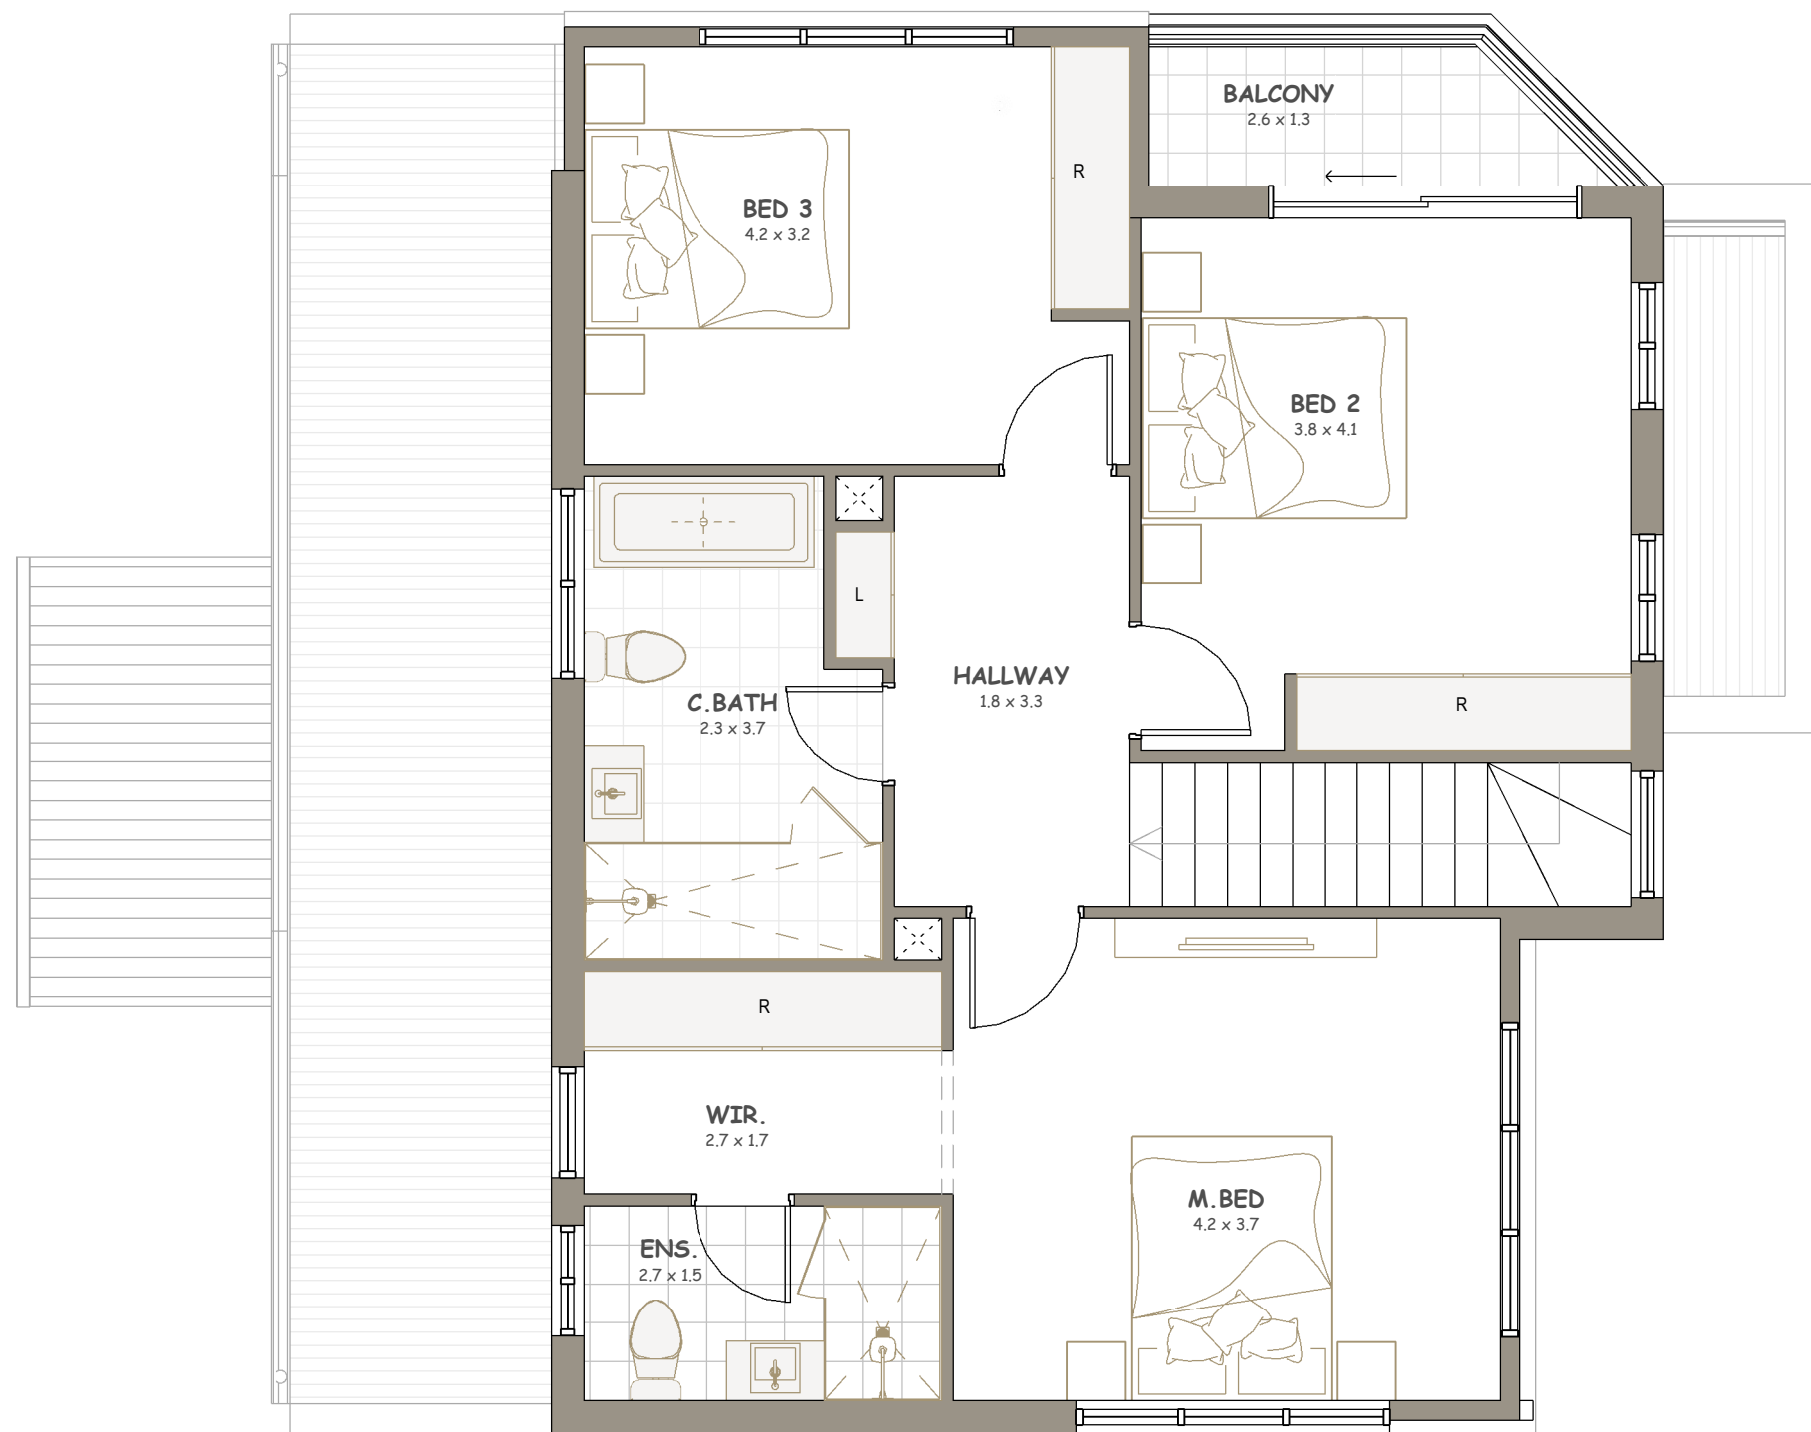 BALCONY
2.6 x 1.3
R
BED 3
4.2 x 3.2
BED 2
3.8 x 4.1
L
HALLWAY
1.8 x 3.3
C.BATH
2.3 x 3.7
R
R
WIR.
2.7 x 1.7
M.BED
4.2 x 3.7
ENS.
2.7 x 1.5